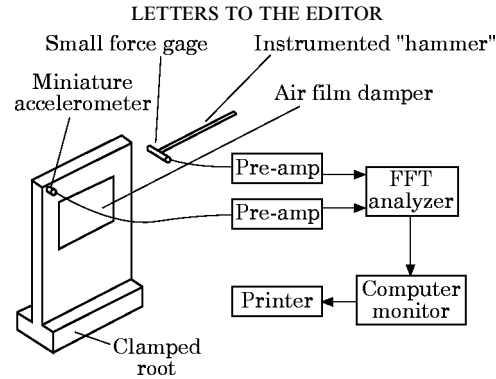 LETTERS TO THE EDITOR
Small force gage
Instrumented "hammer"
Miniature
accelerometer
Air film damper
Pre-amp
FFT
analyzer
Pre-amp
Printer
Computer
monitor
Clamped
root